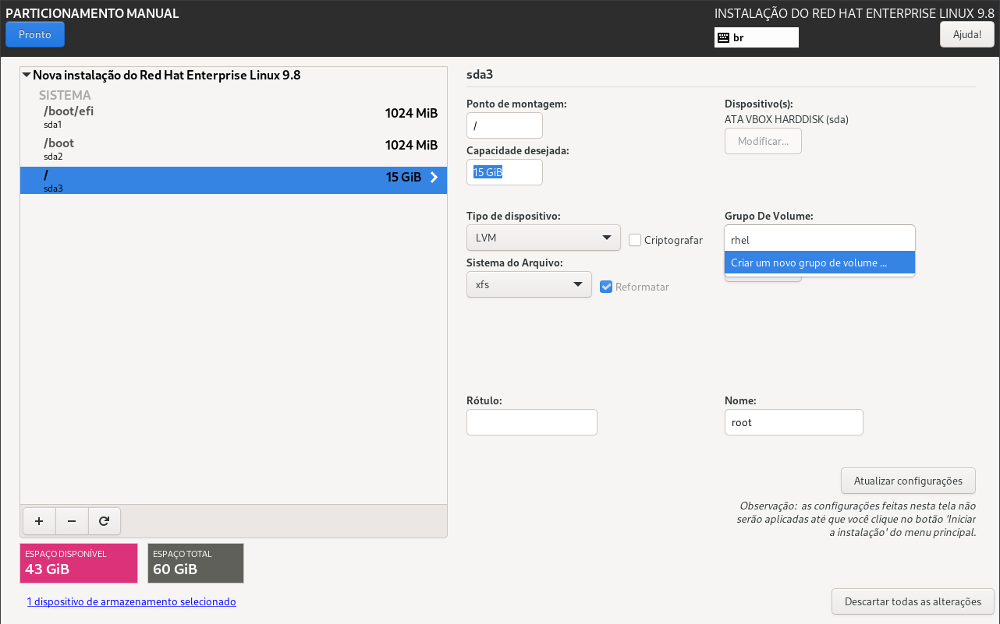 PARTICIONAMENTO MANUAL
INSTALAÇÃO DO RED HAT ENTERPRISE LINUX 9.8
Pronto
br
Ajuda!
Nova instalação do Red Hat Enterprise Linux 9.8
SISTEMA
/boot/efi
1024 MiB
sda1
/boot
1024 MiB
sda2
/
15 GiB
sda3
sda3
Ponto de montagem:
/
Dispositivo(s):
ATA VBOX HARDDISK (sda)
Modificar...
Capacidade desejada:
15 GiB
Tipo de dispositivo:
LVM
Criptografar
Grupo De Volume:
rhel
Criar um novo grupo de volume ...
Sistema do Arquivo:
xfs
Reformatar
Rótulo:
Nome:
root
Atualizar configurações
Observação: as configurações feitas nesta tela não
serão aplicadas até que você clique no botão 'Iniciar
a instalação' do menu principal.
ESPAÇO DISPONÍVEL
43 GiB
ESPAÇO TOTAL
60 GiB
1 dispositivo de armazenamento selecionado
Descartar todas as alterações